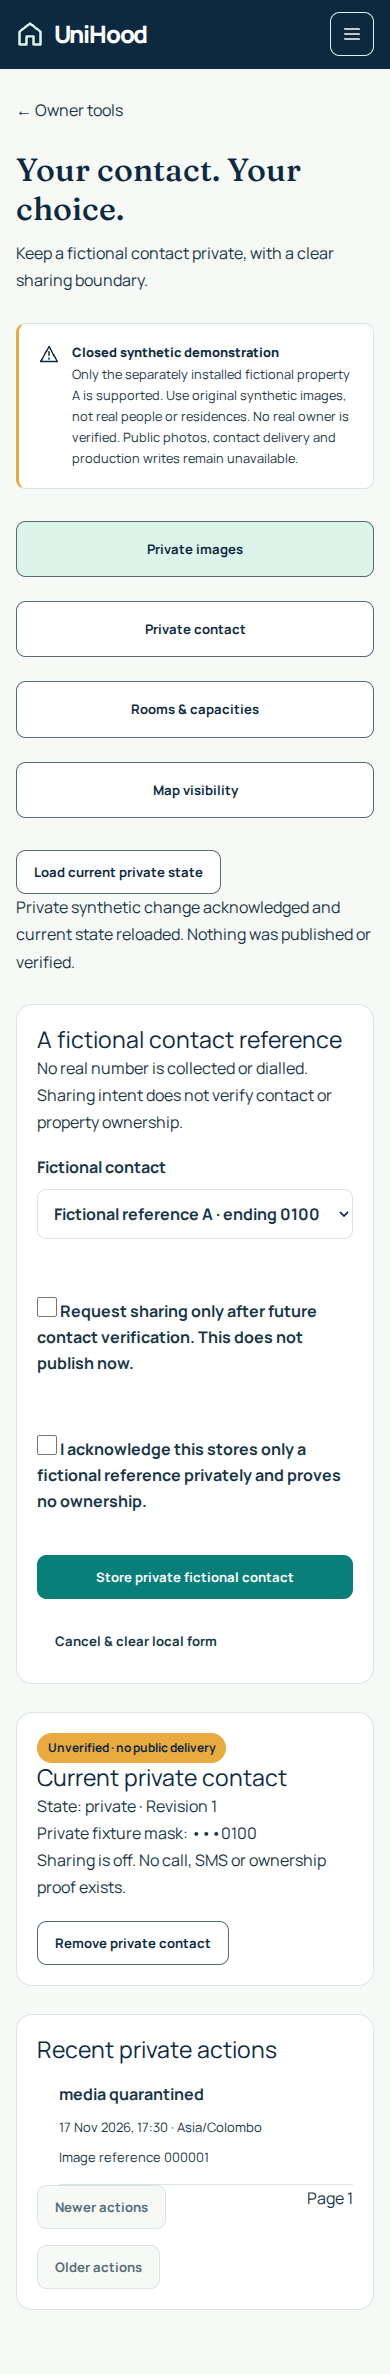 UniHood
← Owner tools
Your contact. Your
choice.
Keep a fictional contact private, with a clear
sharing boundary.
Closed synthetic demonstration
Only the separately installed fictional property
A is supported. Use original synthetic images,
not real people or residences. No real owner is
verified. Public photos, contact delivery and
production writes remain unavailable.
Private images
Private contact
Rooms & capacities
Map visibility
Load current private state
Private synthetic change acknowledged and
current state reloaded. Nothing was published or
verified.
A fictional contact reference
No real number is collected or dialled.
Sharing intent does not verify contact or
property ownership.
Fictional contact
Fictional reference A · ending 0100
Request sharing only after future
contact verification. This does not
publish now.
I acknowledge this stores only a
fictional reference privately and proves
no ownership.
Store private fictional contact
Cancel & clear local form
Unverified · no public delivery
Current private contact
State: private · Revision 1
Private fixture mask: •••0100
Sharing is off. No call, SMS or ownership
proof exists.
Remove private contact
Recent private actions
media quarantined
17 Nov 2026, 17:30 · Asia/Colombo
Image reference 000001
Newer actions
Page 1
Older actions